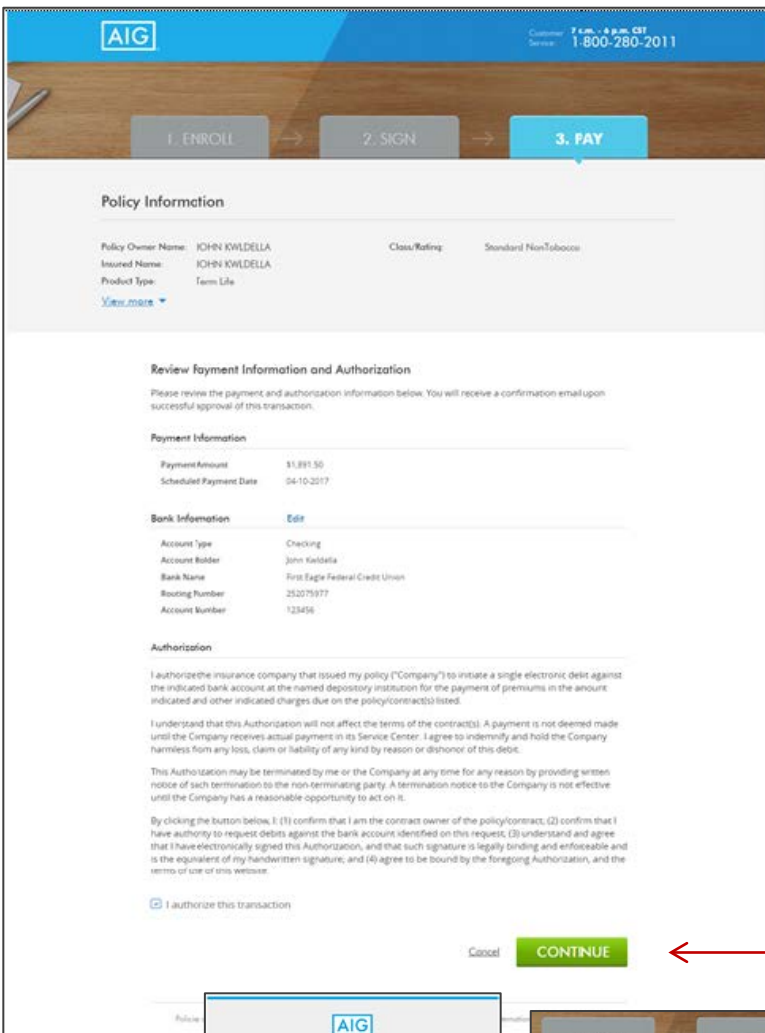 AIG
Customer Service: 7 a.m. - 6 p.m. CST
1-800-280-2011
1. ENROLL
2. SIGN
3. PAY
Policy Information
Policy Owner Name: JOHN KWLDELLA
Class/Rating: Standard NonTobacco
Insured Name: JOHN KWLDELLA
Product Type: Term Life
View more
Review Payment Information and Authorization
Please review the payment and authorization information below. You will receive a confirmation email upon
successful approval of this transaction.
Payment Information
Payment Amount $1,891.50
Scheduled Payment Date 04-10-2017
Bank Information Edit
Account Type Checking
Account Holder John Kwldella
Bank Name First Eagle Federal Credit Union
Routing Number 252075977
Account Number 123456
Authorization
I authorize the insurance company that issued my policy ("Company") to initiate a single electronic debit against
the indicated bank account at the named depository institution for the payment of premiums in the amount
indicated and other indicated charges due on the policy/contract(s) listed.
I understand that this Authorization will not affect the terms of the contract(s). A payment is not deemed made
until the Company receives actual payment in its Service Center. I agree to indemnify and hold the Company
harmless from any loss, claim or liability of any kind by reason or dishonor of this debit.
This Authorization may be terminated by me or the Company at any time for any reason by providing written
notice of such termination to the non-terminating party. A termination notice to the Company is not effective
until the Company has a reasonable opportunity to act on it.
By clicking the button below, I: (1) confirm that I am the contract owner of the policy/contract; (2) confirm that I
have authority to request debits against the bank account identified on this request; (3) understand and agree
that I have electronically signed this Authorization, and that such signature is legally binding and enforceable and
is the equivalent of my handwritten signature; and (4) agree to be bound by the foregoing Authorization, and the
terms of use of this website.
I authorize this transaction
Cancel
CONTINUE
AIG